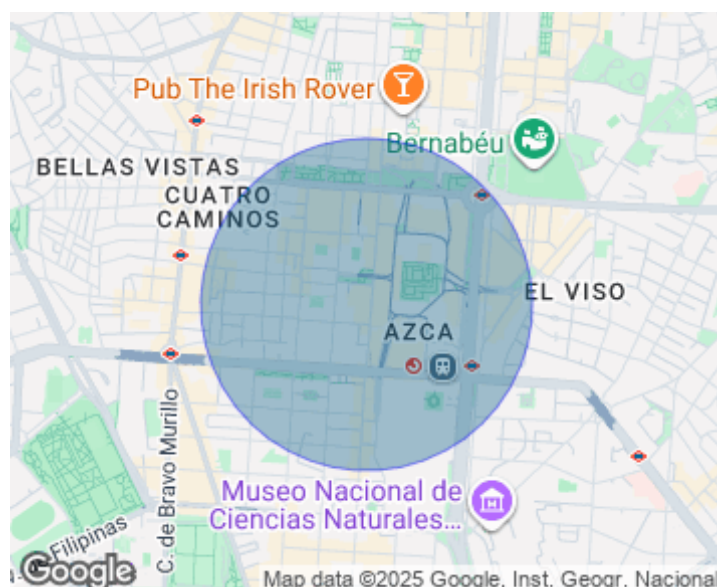 Pub The Irish Rover
Bernabéu
BELLAS VISTAS
CUATRO
CAMINOS
EL VISO
AZCA
C. de Bravo Murillo
Museo Nacional de
Ciencias Naturales...
Filipinas
Google
Map data ©2025 Google, Inst. Geogr. Nacional